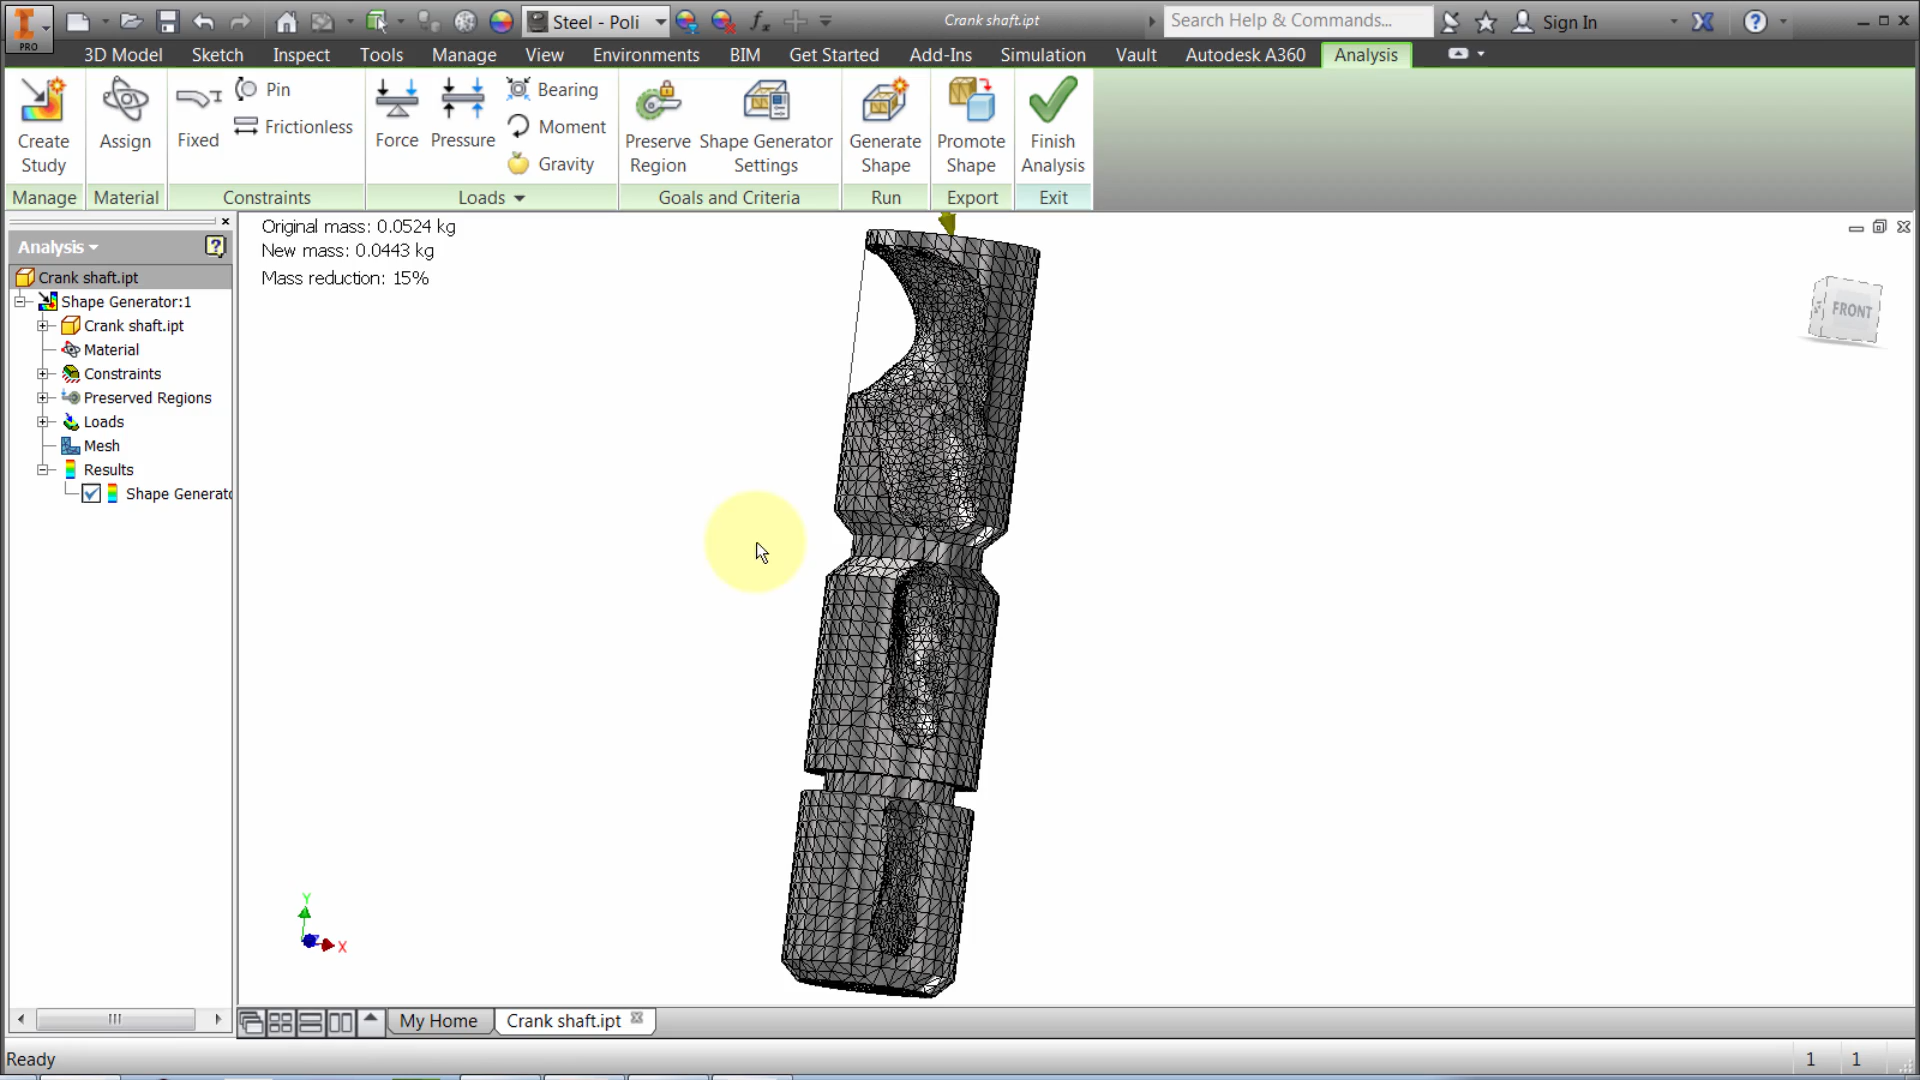 PRO
Steel - Poli
fx
Crank shaft.ipt
Search Help & Commands...
Sign In
3D Model
Sketch
Inspect
Tools
Manage
View
Environments
BIM
Get Started
Add-Ins
Simulation
Vault
Autodesk A360
Analysis
Create
Study
Assign
Fixed
Pin
Frictionless
Force
Pressure
Bearing
Moment
Gravity
Preserve
Region
Shape Generator
Settings
Generate
Shape
Promote
Shape
Finish
Analysis
Manage
Material
Constraints
Loads
Goals and Criteria
Run
Export
Exit
Analysis
Crank shaft.ipt
Shape Generator:1
Crank shaft.ipt
Material
Constraints
Preserved Regions
Loads
Mesh
Results
Shape Generato
Original mass: 0.0524 kg
New mass: 0.0443 kg
Mass reduction: 15%
FRONT
Y
X
My Home
Crank shaft.ipt
Ready
1
1